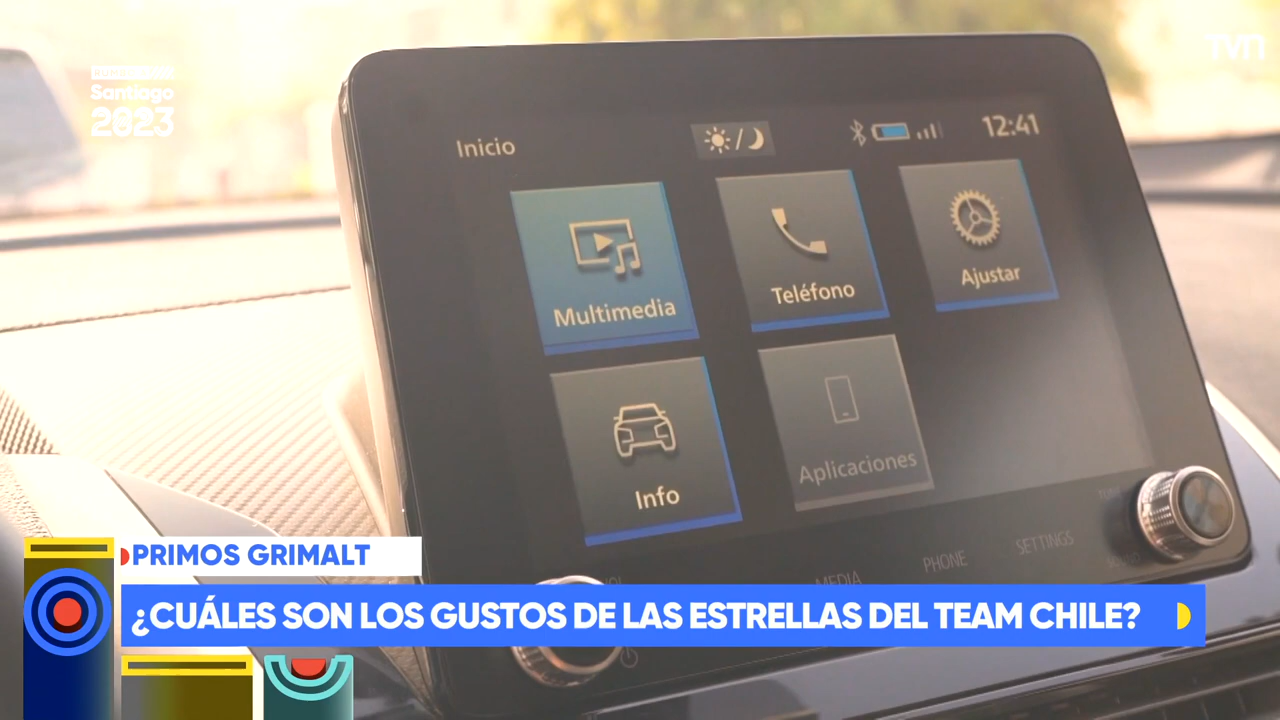 TVN
Santiago
2023
Inicio
12:41
Multimedia
Teléfono
Ajustar
Info
Aplicaciones
MEDIA
PHONE
SETTINGS
PRIMOS GRIMALT
¿CUÁLES SON LOS GUSTOS DE LAS ESTRELLAS DEL TEAM CHILE?